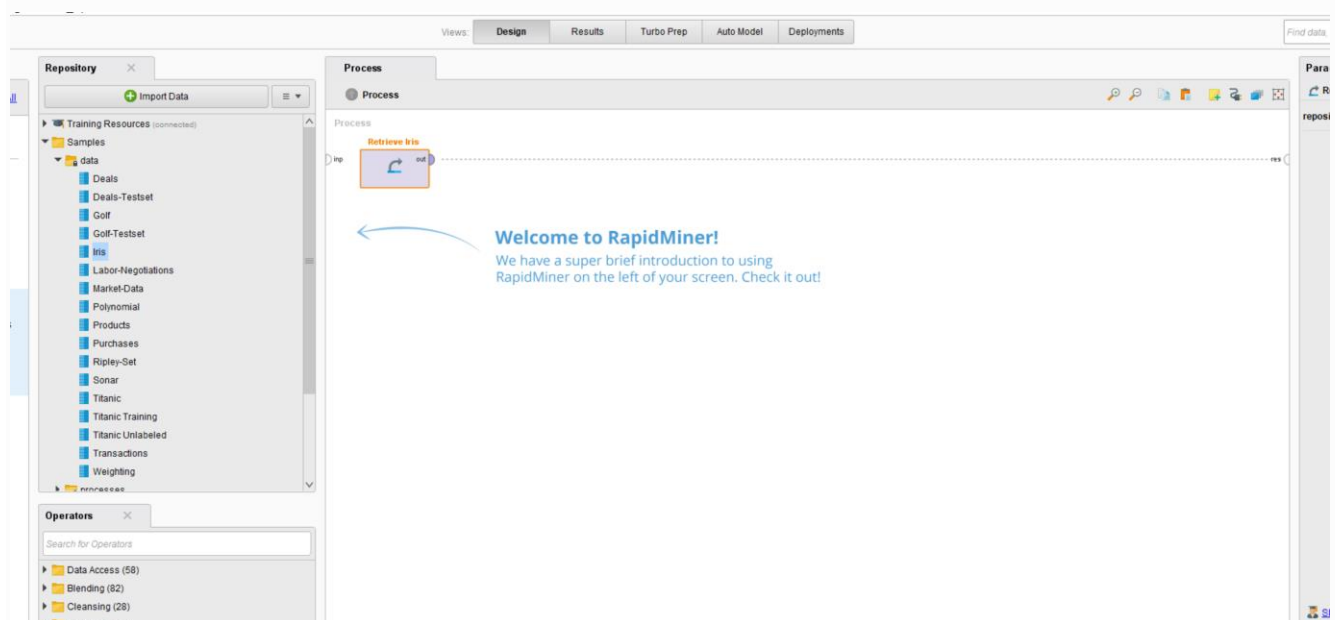 Views: Design Results Turbo Prep Auto Model Deployments
Find data,
Repository
Import Data
Training Resources (connected)
Samples
data
Deals
Deals-Testset
Golf
Golf-Testset
Iris
Labor-Negotiations
Market-Data
Polynomial
Products
Purchases
Ripley-Set
Sonar
Titanic
Titanic Training
Titanic Unlabeled
Transactions
Weighting
processes
Operators
Search for Operators
Data Access (58)
Blending (82)
Cleansing (28)
Process
Process
Process
Retrieve Iris
inp
out
res
Welcome to RapidMiner!
We have a super brief introduction to using
RapidMiner on the left of your screen. Check it out!
Para
reposi